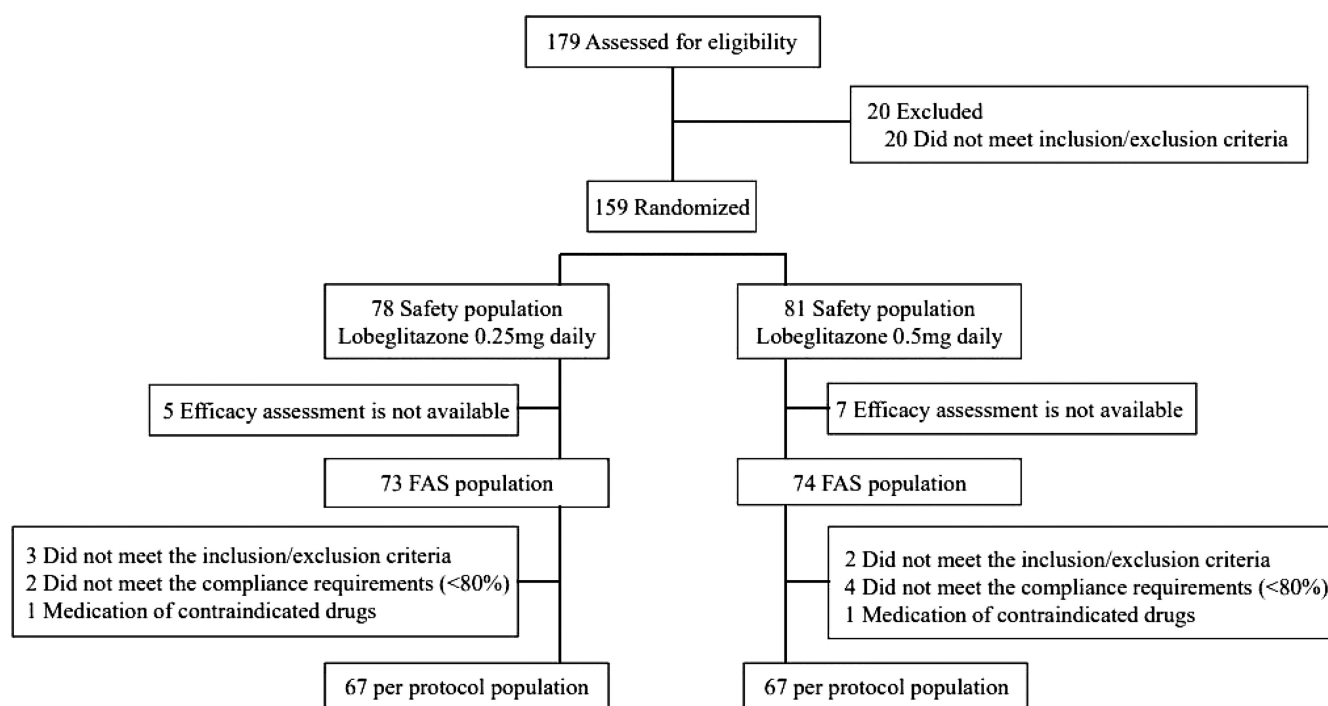 179 Assessed for eligibility
20 Excluded
20 Did not meet inclusion/exclusion criteria
159 Randomized
78 Safety population
Lobeglitazone 0.25mg daily
81 Safety population
Lobeglitazone 0.5mg daily
5 Efficacy assessment is not available
7 Efficacy assessment is not available
73 FAS population
74 FAS population
3 Did not meet the inclusion/exclusion criteria
2 Did not meet the compliance requirements (<80%)
1 Medication of contraindicated drugs
2 Did not meet the inclusion/exclusion criteria
4 Did not meet the compliance requirements (<80%)
1 Medication of contraindicated drugs
67 per protocol population
67 per protocol population